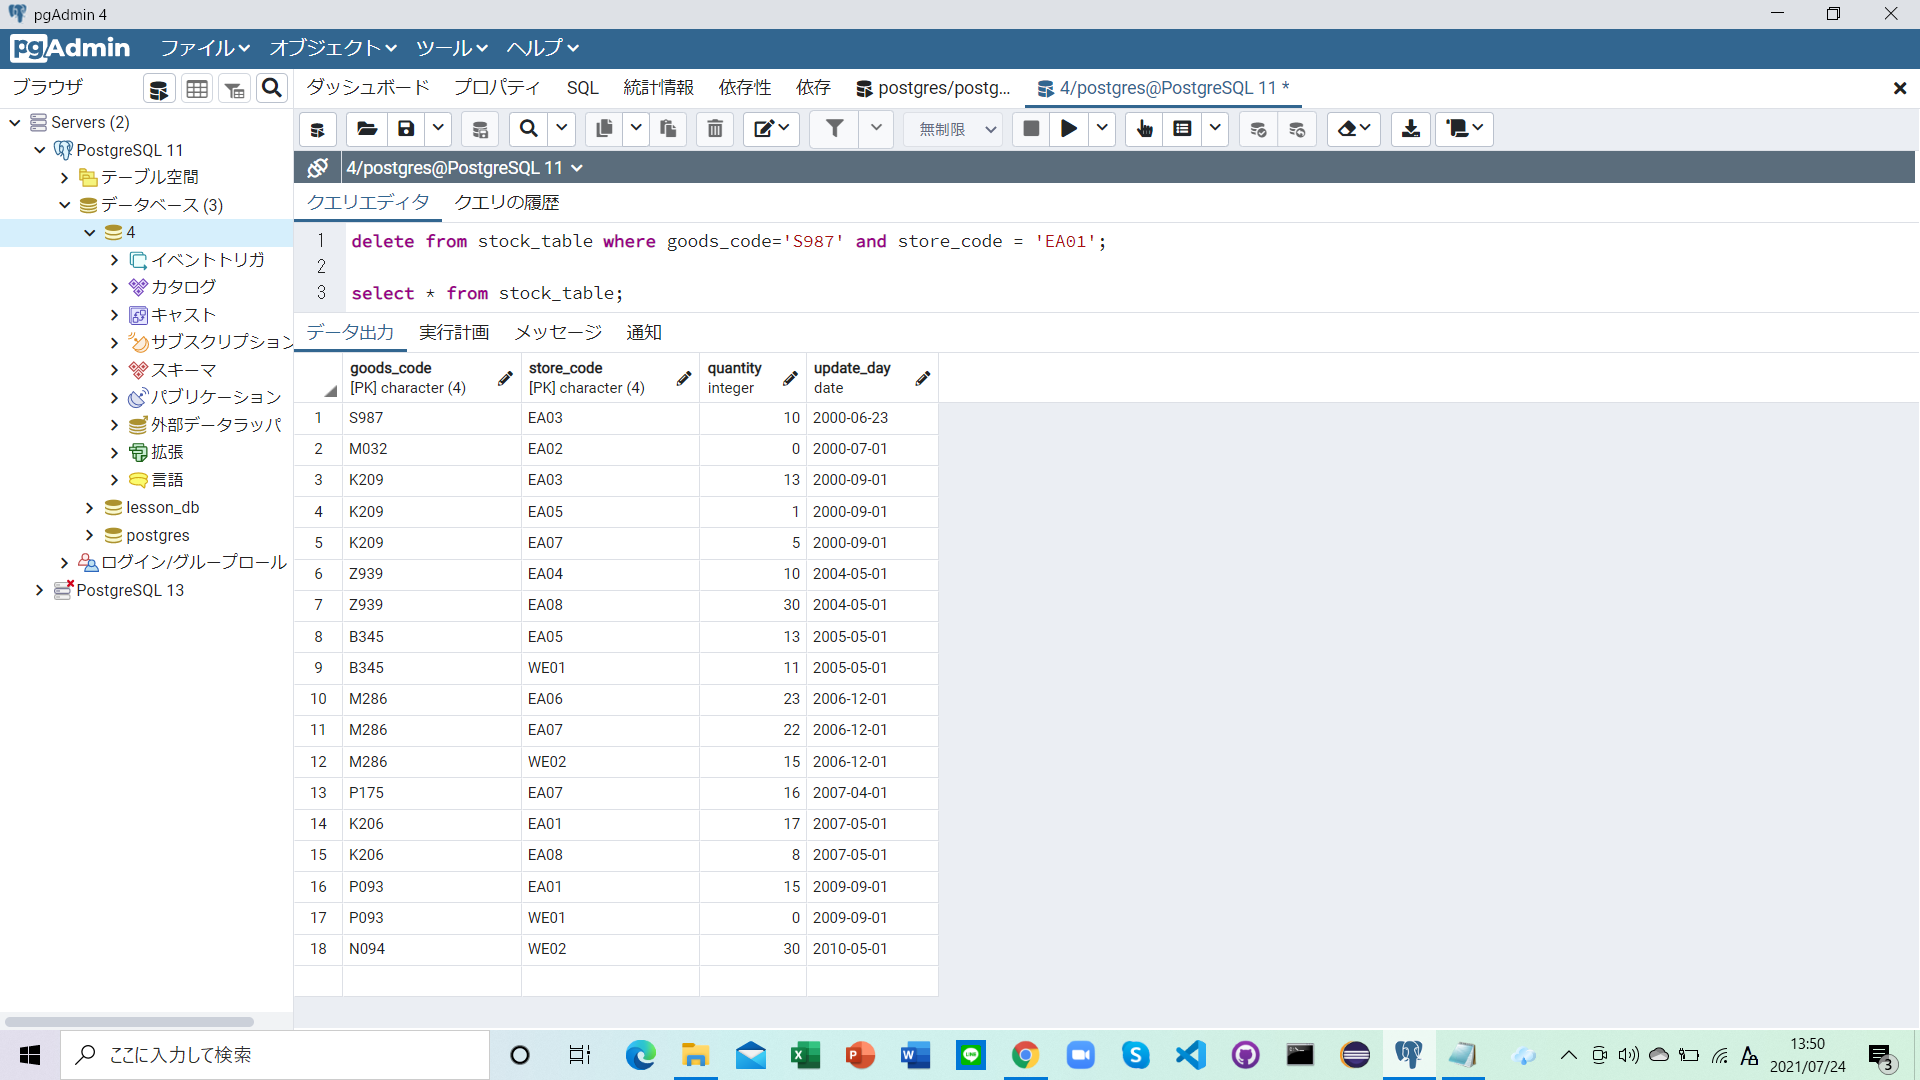 pgAdmin 4
pgAdmin ファイル オブジェクト ツール ヘルプ
ブラウザ
ダッシュボード プロパティ SQL 統計情報 依存性 依存 postgres/postg... 4/postgres@PostgreSQL 11 *
無制限
4/postgres@PostgreSQL 11
クエリエディタ クエリの履歴
1 delete from stock_table where goods_code='S987' and store_code = 'EA01';
2
3 select * from stock_table;
Servers (2)
PostgreSQL 11
テーブル空間
データベース (3)
4
イベントトリガ
カタログ
キャスト
サブスクリプション
スキーマ
パブリケーション
外部データラッパ
拡張
言語
lesson_db
postgres
ログイン/グループロール
PostgreSQL 13
データ出力 実行計画 メッセージ 通知
goods_code store_code quantity update_day
[PK] character (4) [PK] character (4) integer date
1 S987 EA03 10 2000-06-23
2 M032 EA02 0 2000-07-01
3 K209 EA03 13 2000-09-01
4 K209 EA05 1 2000-09-01
5 K209 EA07 5 2000-09-01
6 Z939 EA04 10 2004-05-01
7 Z939 EA08 30 2004-05-01
8 B345 EA05 13 2005-05-01
9 B345 WE01 11 2005-05-01
10 M286 EA06 23 2006-12-01
11 M286 EA07 22 2006-12-01
12 M286 WE02 15 2006-12-01
13 P175 EA07 16 2007-04-01
14 K206 EA01 17 2007-05-01
15 K206 EA08 8 2007-05-01
16 P093 EA01 15 2009-09-01
17 P093 WE01 0 2009-09-01
18 N094 WE02 30 2010-05-01
ここに入力して検索
13:50
2021/07/24
3